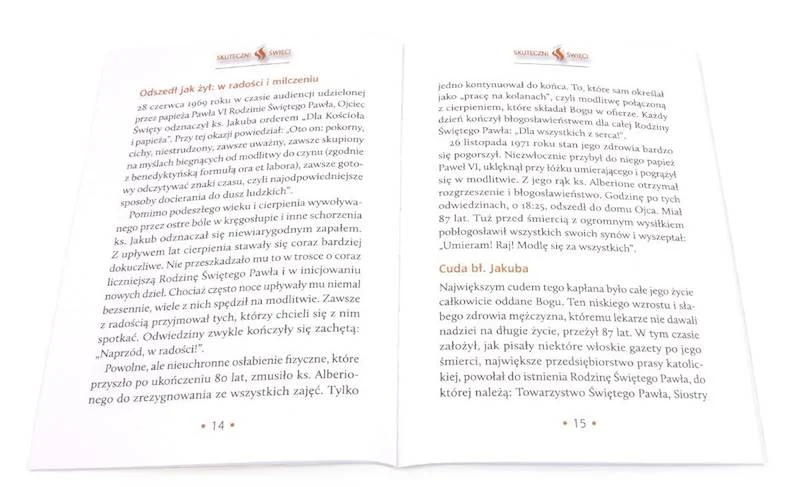 SKUTECZNI ŚWIĘCI
Odszedł jak żył: w radości i milczeniu
28 czerwca 1969 roku w czasie audiencji udzielonej
przez papieża Pawła VI Rodzinie Świętego Pawła, Ojciec
Święty odznaczył ks. Jakuba orderem „Dla Kościoła
i papieża”. Przy tej okazji powiedział: „Oto on: pokorny,
cichy, niestrudzony, zawsze uważny, zawsze skupiony
na myślach biegnących od modlitwy do czynu (zgodnie
z benedyktyńską formułą ora et labora), zawsze goto-
wy odczytywać znaki czasu, czyli najodpowiedniejsze
sposoby docierania do dusz ludzkich”.
Pomimo podeszłego wieku i cierpienia wywoływa-
nego przez ostre bóle w kręgosłupie i inne schorzenia
ks. Jakub odznaczał się niewiarygodnym zapałem.
Z upływem lat cierpienia stawały się coraz bardziej
dokuczliwe. Nie przeszkadzało mu to w trosce o coraz
liczniejszą Rodzinę Świętego Pawła i w inicjowaniu
nowych dzieł. Chociaż często noce upływały mu niemal
bezsennie, wiele z nich spędził na modlitwie. Zawsze
z radością przyjmował tych, którzy chcieli się z nim
spotkać. Odwiedziny zwykle kończyły się zachętą:
„Naprzód, w radości!”.
Powolne, ale nieuchronne osłabienie fizyczne, które
przyszło po ukończeniu 80 lat, zmusiło ks. Alberio-
nego do zrezygnowania ze wszystkich zajęć. Tylko
• 14 •
SKUTECZNI ŚWIĘCI
jedno kontynuował do końca. To, które sam określał
jako „pracę na kolanach”, czyli modlitwę połączoną
z cierpieniem, które składał Bogu w ofierze. Każdy
dzień kończył błogosławieństwem dla całej Rodziny
Świętego Pawła: „Dla wszystkich z serca!”.
26 listopada 1971 roku stan jego zdrowia bardzo
się pogorszył. Niezwłocznie przybył do niego papież
Paweł VI, uklęknął przy łóżku umierającego i pogrążył
się w modlitwie. Z jego rąk ks. Alberione otrzymał
rozgrzeszenie i błogosławieństwo. Godzinę po tych
odwiedzinach, o 18:25, odszedł do domu Ojca. Miał
87 lat. Tuż przed śmiercią z ogromnym wysiłkiem
pobłogosławił wszystkich swoich synów i wyszeptał:
„Umieram! Raj! Modlę się za wszystkich”.
Cuda bł. Jakuba
Największym cudem tego kapłana było całe jego życie
całkowicie oddane Bogu. Ten niskiego wzrostu i sła-
bego zdrowia mężczyzna, któremu lekarze nie dawali
nadziei na długie życie, przeżył 87 lat. W tym czasie
założył, jak pisały niektóre włoskie gazety po jego
śmierci, największe przedsiębiorstwo prasy katolic-
kiej, powołał do istnienia Rodzinę Świętego Pawła, do
której należą: Towarzystwo Świętego Pawła, Siostry
• 15 •